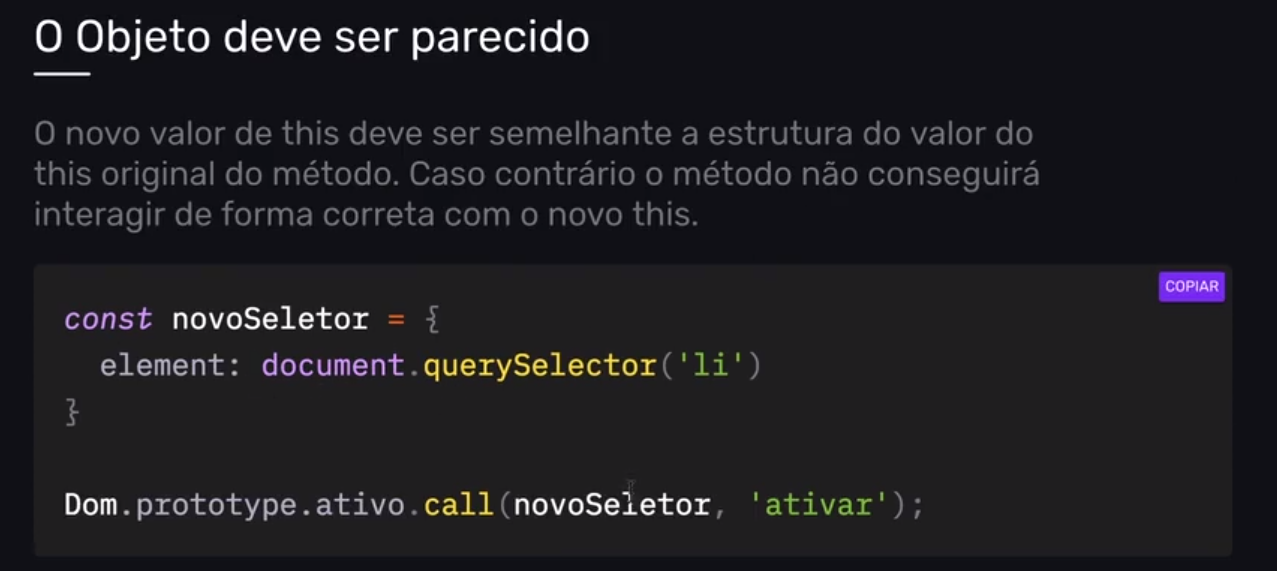 O Objeto deve ser parecido
O novo valor de this deve ser semelhante a estrutura do valor do
this original do método. Caso contrário o método não conseguirá
interagir de forma correta com o novo this.
COPIAR
const novoSeletor = {
  element: document.querySelector('li')
}
Dom.prototype.ativo.call(novoSeletor, 'ativar');